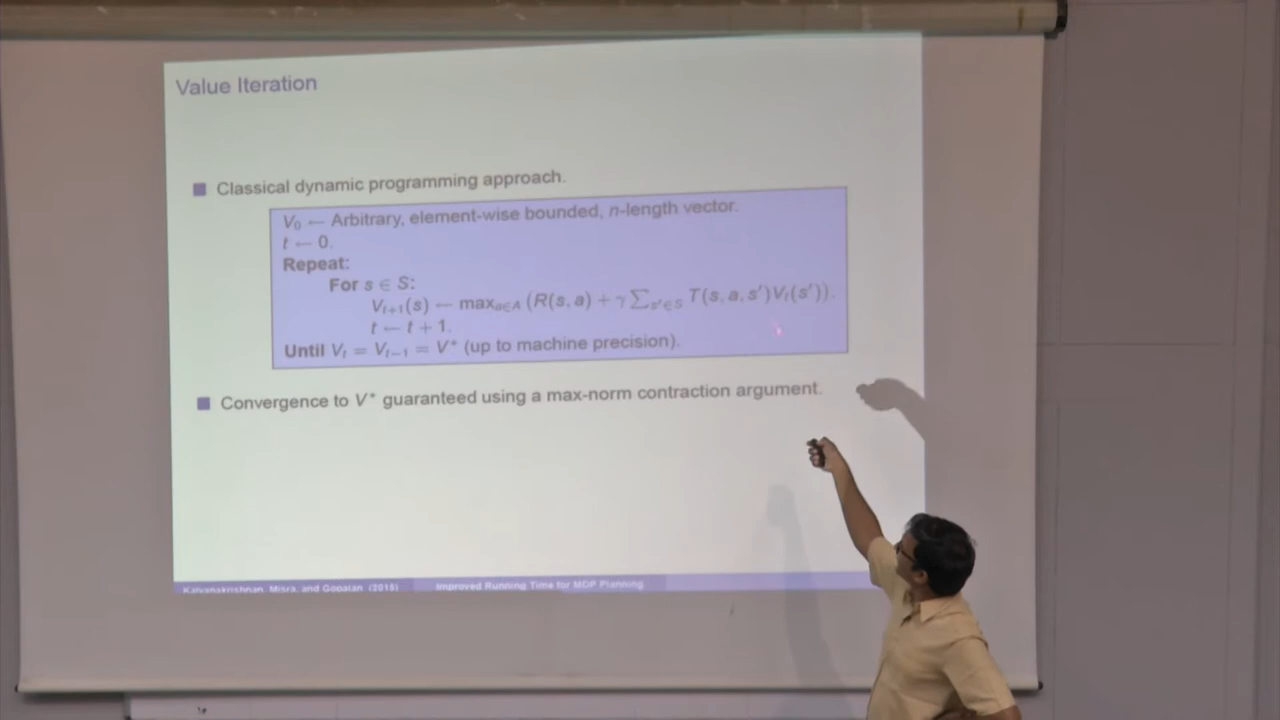 Value Iteration
Classical dynamic programming approach.
V₀ ← Arbitrary, element-wise bounded, n-length vector.
t ← 0.
Repeat:
For s ∈ S:
Vₜ₊₁(s) ← maxₐ∈A (R(s, a) + γ ∑s′∈S T(s, a, s′)Vₜ(s′)).
t ← t + 1.
Until Vₜ = Vₜ₋₁ = V* (up to machine precision).
Convergence to V* guaranteed using a max-norm contraction argument.
Kalyanakrishnan, Misra, and Gopalan (2015) Improved Running Time for MDP Planning